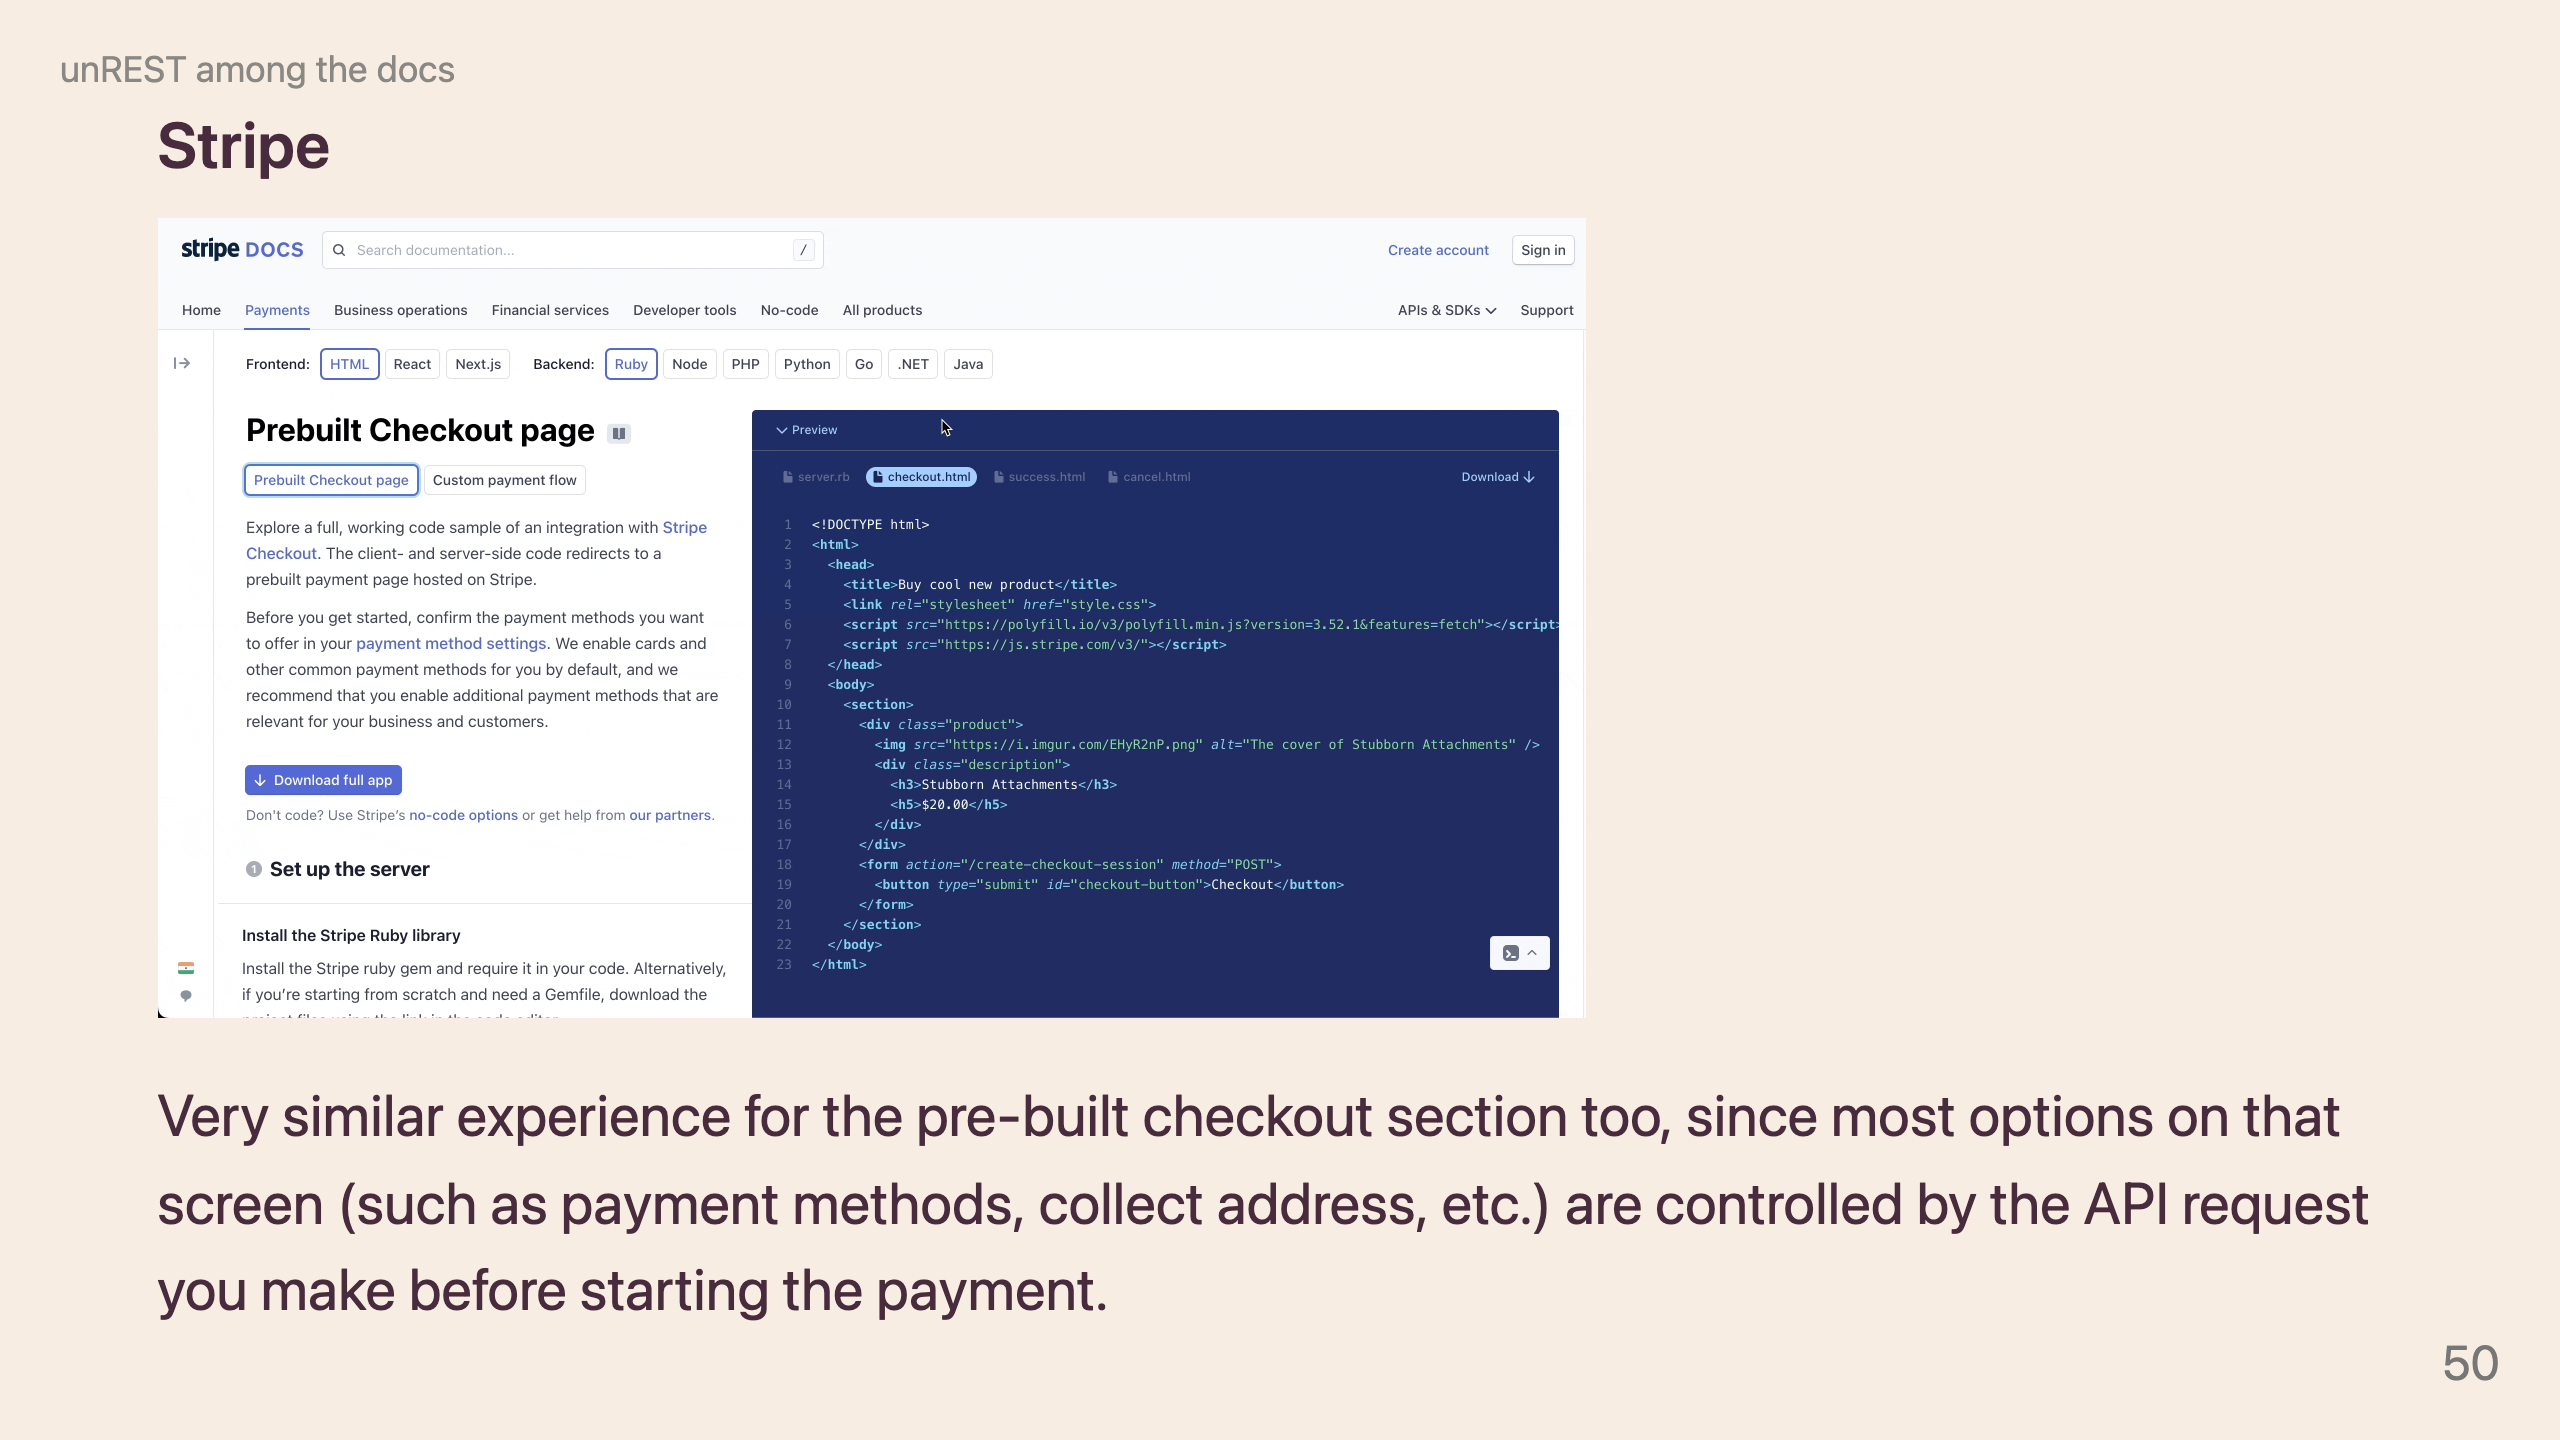 unREST among the docs
Stripe
stripe DOCS
Search documentation...
/
Create account
Sign in
Home
Payments
Business operations
Financial services
Developer tools
No-code
All products
APIs & SDKs
Support
Frontend: HTML React Next.js Backend: Ruby Node PHP Python Go .NET Java
Prebuilt Checkout page
Prebuilt Checkout page
Custom payment flow
Explore a full, working code sample of an integration with Stripe
Checkout. The client- and server-side code redirects to a
prebuilt payment page hosted on Stripe.
Before you get started, confirm the payment methods you want
to offer in your payment method settings. We enable cards and
other common payment methods for you by default, and we
recommend that you enable additional payment methods that are
relevant for your business and customers.
Download full app
Don't code? Use Stripe's no-code options or get help from our partners.
1 Set up the server
Install the Stripe Ruby library
Install the Stripe ruby gem and require it in your code. Alternatively,
if you're starting from scratch and need a Gemfile, download the
Preview
server.rb
checkout.html
success.html
cancel.html
Download
1 <!DOCTYPE html>
2 <html>
3 <head>
4 <title>Buy cool new product</title>
5 <link rel="stylesheet" href="style.css">
6 <script src="https://polyfill.io/v3/polyfill.min.js?version=3.52.1&features=fetch"></script>
7 <script src="https://js.stripe.com/v3/"></script>
8 </head>
9 <body>
10 <section>
11 <div class="product">
12 <img src="https://i.imgur.com/EHyR2nP.png" alt="The cover of Stubborn Attachments" />
13 <div class="description">
14 <h3>Stubborn Attachments</h3>
15 <h5>$20.00</h5>
16 </div>
17 </div>
18 <form action="/create-checkout-session" method="POST">
19 <button type="submit" id="checkout-button">Checkout</button>
20 </form>
21 </section>
22 </body>
23 </html>
Very similar experience for the pre-built checkout section too, since most options on that
screen (such as payment methods, collect address, etc.) are controlled by the API request
you make before starting the payment.
50